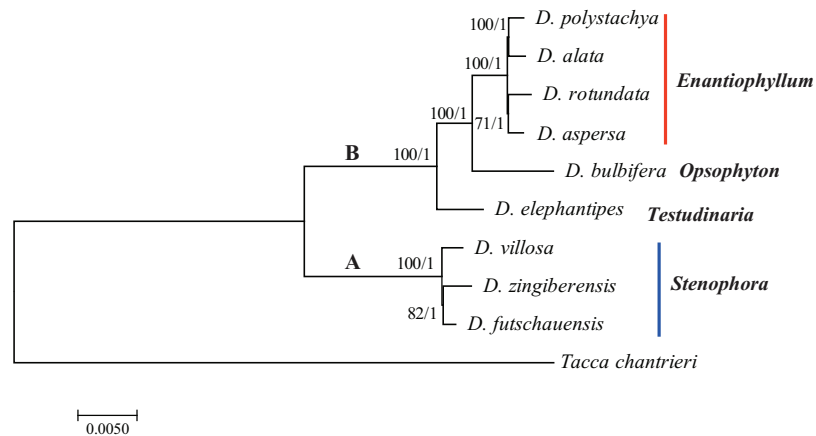 100/1
D. polystachya
D. alata
100/1
Enantiophyllum
D. rotundata
100/1
71/1
D. aspersa
B
100/1
D. bulbifera Opsophyton
D. elephantipes Testudinaria
D. villosa
A
100/1
D. zingiberensis
Stenophora
82/1
D. futschauensis
Tacca chantrieri
0.0050